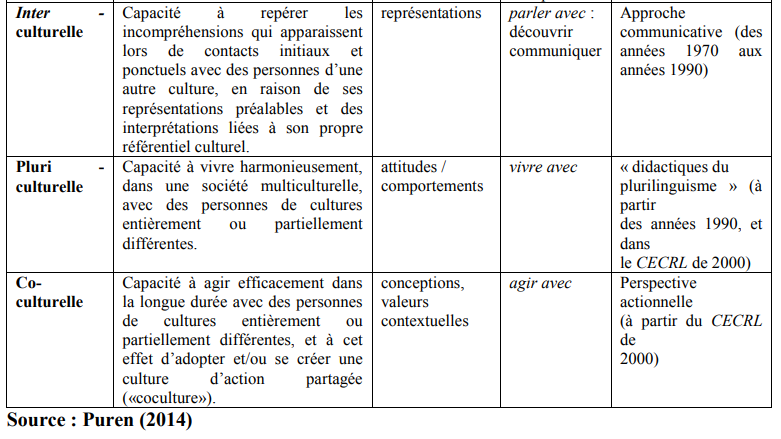 Inter -
culturelle
Capacité à repérer les
incompréhensions qui apparaissent
lors de contacts initiaux et
ponctuels avec des personnes d'une
autre culture, en raison de ses
représentations préalables et des
interprétations liées à son propre
référentiel culturel.
représentations
parler avec :
découvrir
communiquer
Approche
communicative (des
années 1970 aux
années 1990)
Pluri -
culturelle
Capacité à vivre harmonieusement,
dans une société multiculturelle,
avec des personnes de cultures
entièrement ou partiellement
différentes.
attitudes /
comportements
vivre avec
« didactiques du
plurilinguisme » (à
partir
des années 1990, et
dans
le CECRL de 2000)
Co-
culturelle
Capacité à agir efficacement dans
la longue durée avec des personnes
de cultures entièrement ou
partiellement différentes, et à cet
effet d'adopter et/ou se créer une
culture d'action partagée
(«coculture»).
conceptions,
valeurs
contextuelles
agir avec
Perspective
actionnelle
(à partir du CECRL
de
2000)
Source : Puren (2014)